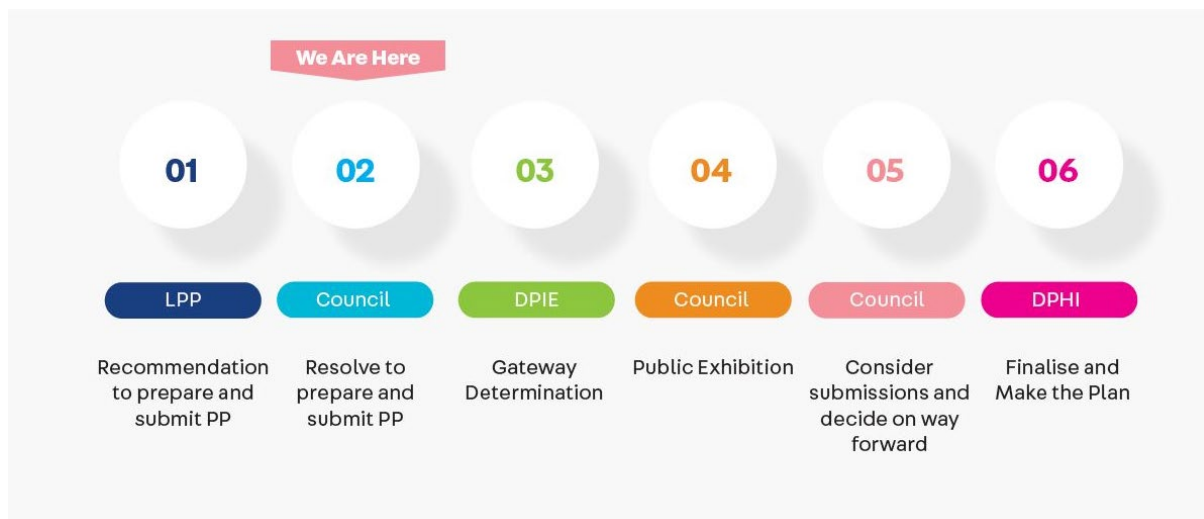 We Are Here
01
02
03
04
05
06
LPP
Council
DPIE
Council
Council
DPHI
Recommendation
to prepare and
submit PP
Resolve to
prepare and
submit PP
Gateway
Determination
Public Exhibition
Consider
submissions and
decide on way
forward
Finalise and
Make the Plan